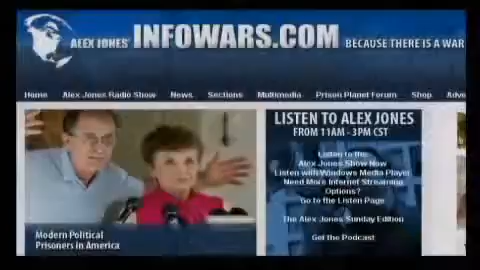 ALEX JONES' INFOWARS.COM BECAUSE THERE IS A WAR
Home Alex Jones Radio Show News Sections Multimedia Prison Planet Forum Shop Adve
LISTEN TO ALEX JONES
FROM 11AM - 3PM CST
Listen to the
Alex Jones Show Now
Listen with Windows Media Player
Need More Internet Streaming
Options?
Go to the Listen Page
The Alex Jones Sunday Edition
Get the Podcast
Modern Political
Prisoners in America